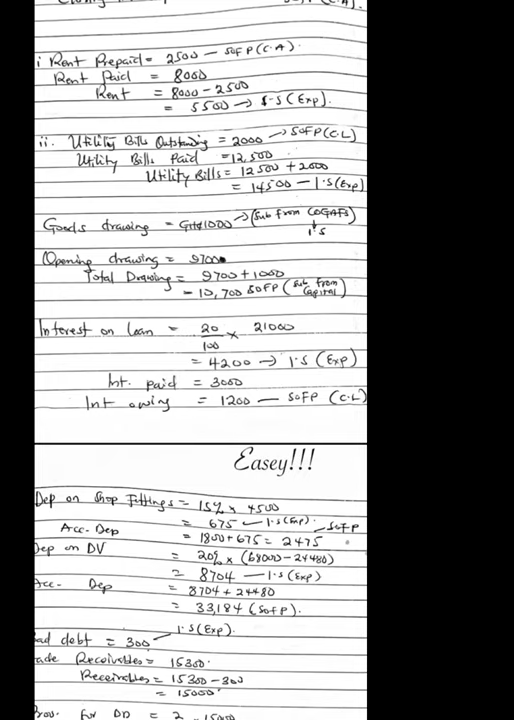 i Rent Prepaid = 2500 — SOFP (C.A)
Rent Paid = 8000
Rent = 8000 - 2500
= 5500 → I.S (Exp).
ii. Utility Bills Outstanding = 2000 → SOFP (C.L)
Utility Bills Paid = 12,500
Utility Bills = 12500 + 2000
= 14500 — I.S (Exp)
Goods drawing = GH¢1000 → (Sub from COGAFS)
↓
I.S
Opening drawing = 9700
Total Drawing = 9700 + 1000
= 10,700 SOFP (Sub from Capital)
Interest on loan = 20/100 × 21000
= 4200 → I.S (Exp)
Int. paid = 3000
Int owing = 1200 — SOFP (C.L)
Easey!!!
Dep on Shop Fittings = 15% × 4500
= 675 — I.S (Exp).
Acc. Dep = 1800 + 675 = 2475 — SOFP
Dep on DV = 20% × (68000 - 24480)
= 8704 — I.S (Exp)
Acc- Dep = 8704 + 24480
= 33,184 (SOFP).
bad debt = 300 — I.S (Exp).
ade Receivables = 15300.
Receivables = 15300 - 300
= 15000